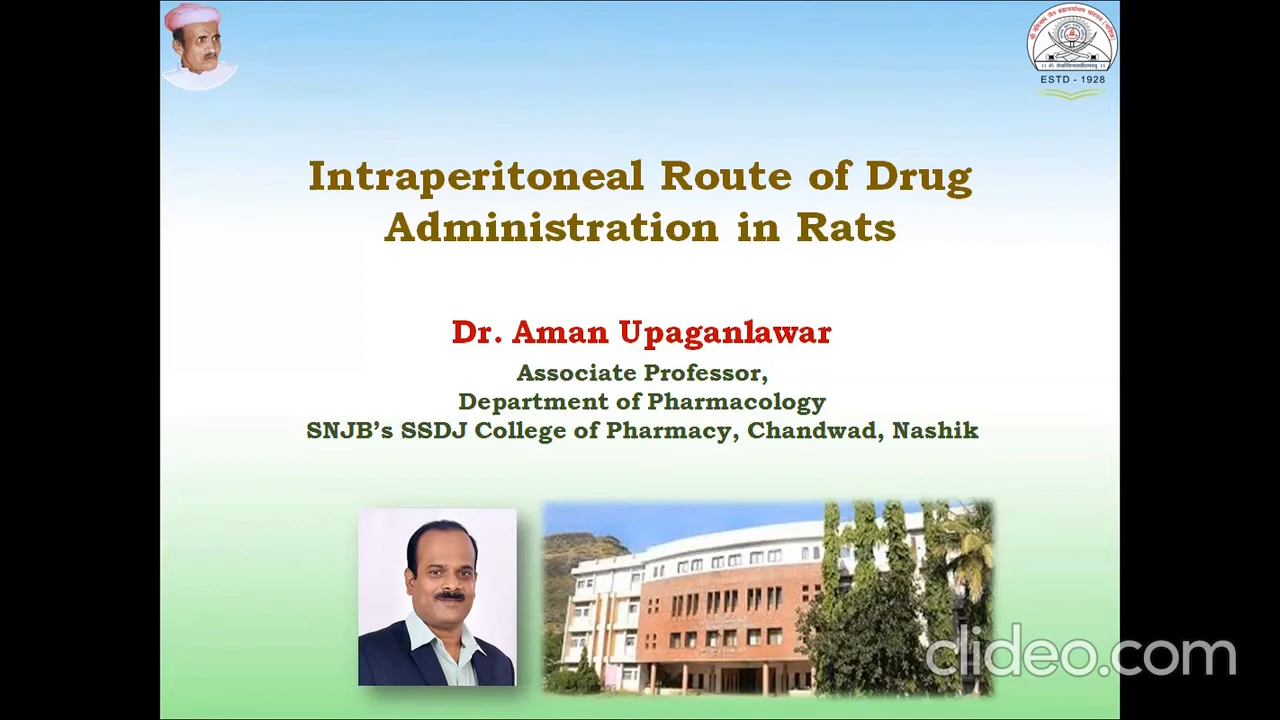 ESTD - 1928
Intraperitoneal Route of Drug
Administration in Rats
Dr. Aman Upaganlawar
Associate Professor,
Department of Pharmacology
SNJB's SSDJ College of Pharmacy, Chandwad, Nashik
clideo.com